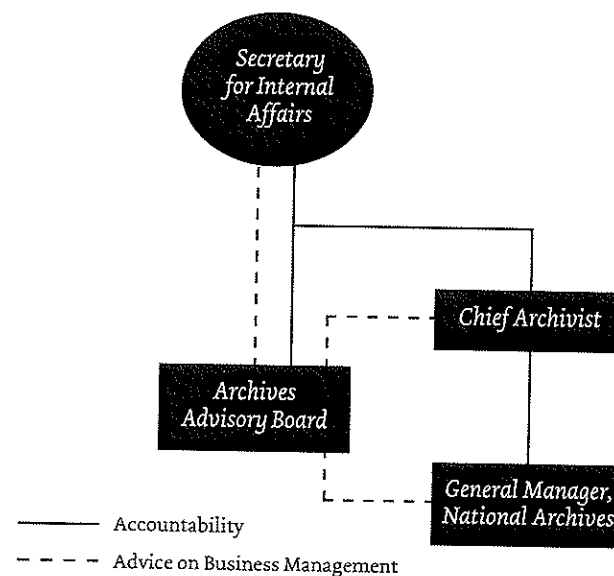 Secretary
for Internal
Affairs
Chief Archivist
Archives
Advisory Board
General Manager,
National Archives
Accountability
Advice on Business Management